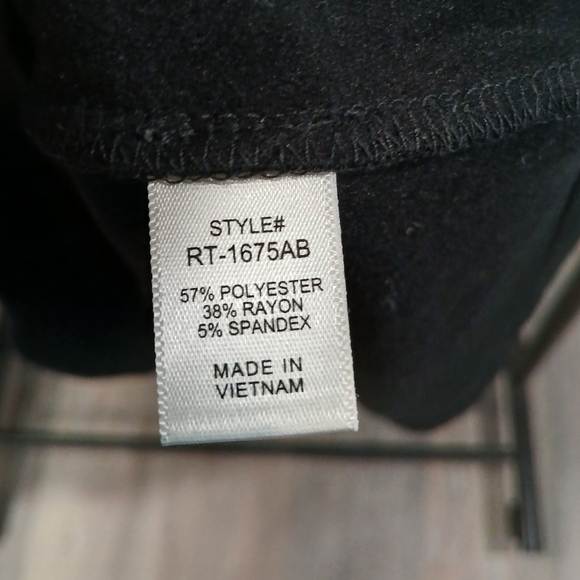 STYLE#
RT-1675AB
57% POLYESTER
38% RAYON
5% SPANDEX
MADE IN
VIETNAM